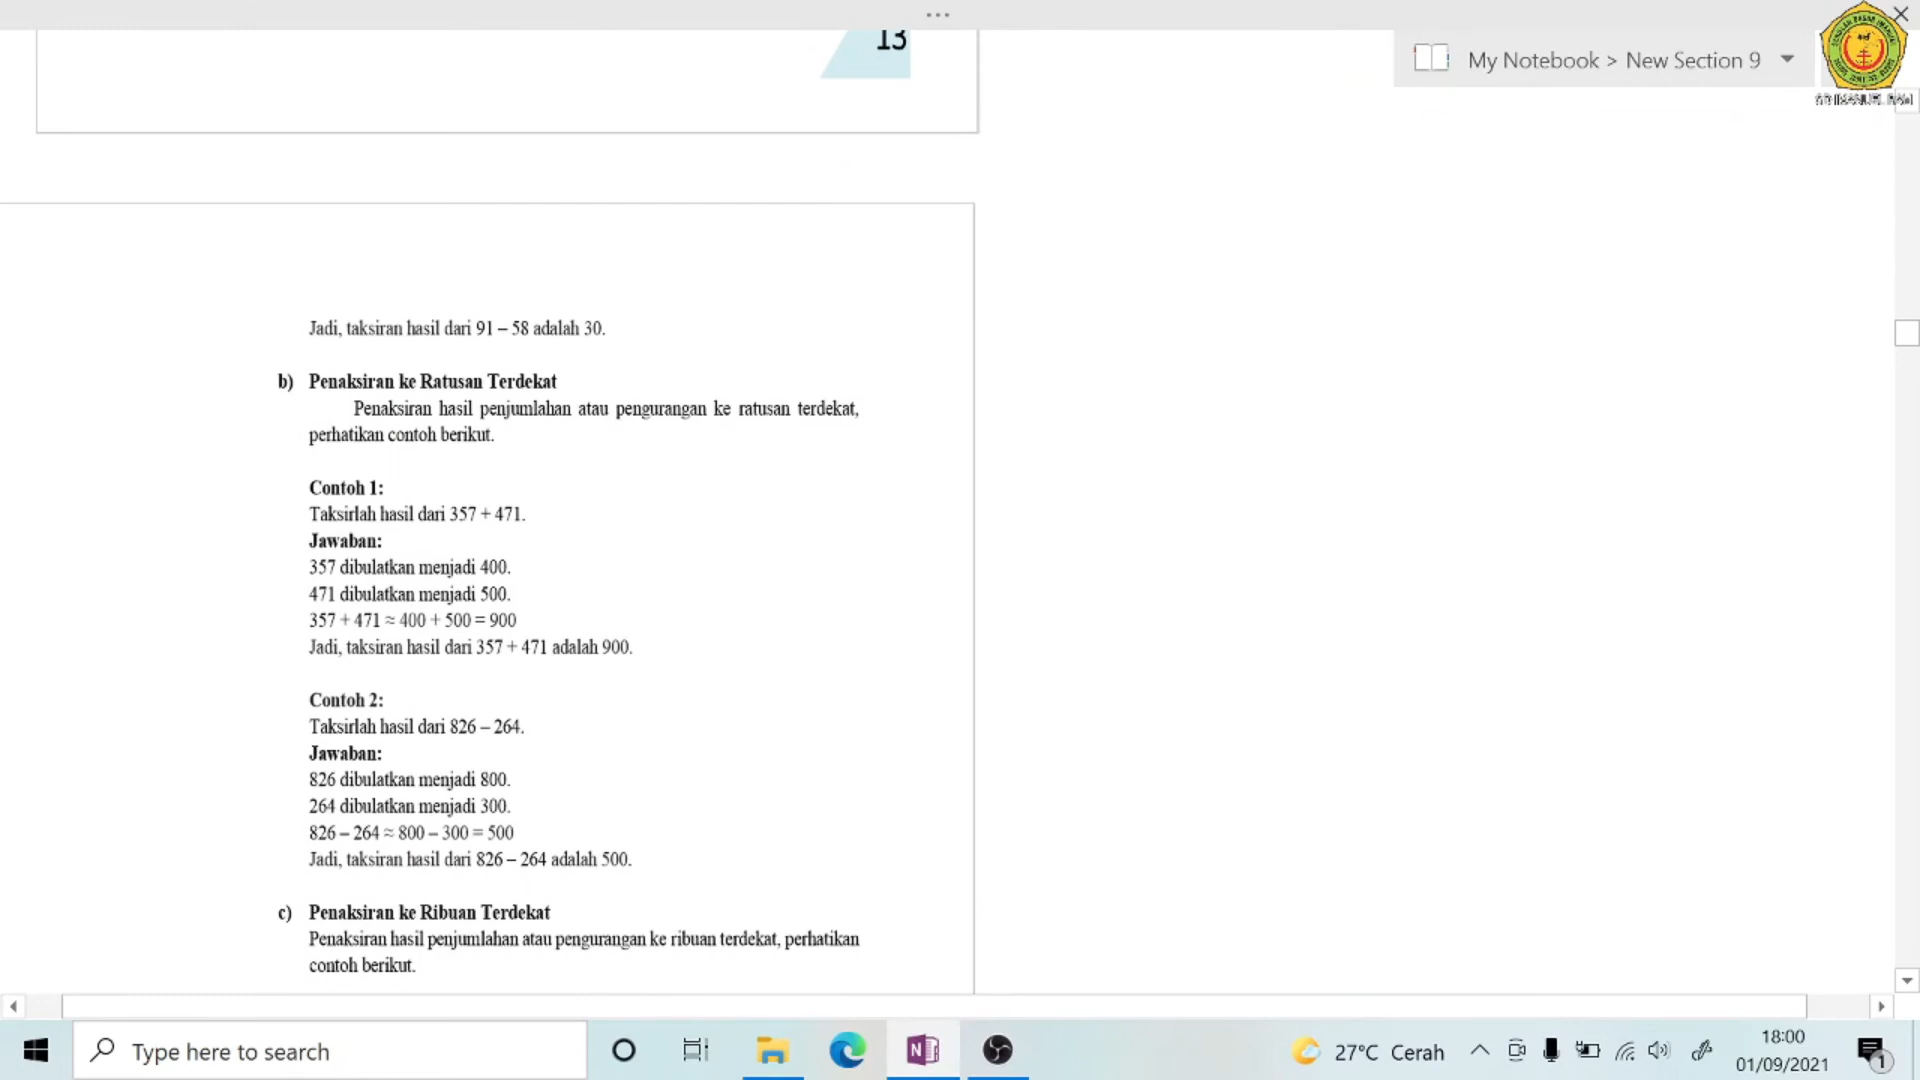 13
My Notebook > New Section 9
Jadi, taksiran hasil dari 91 – 58 adalah 30.
b) Penaksiran ke Ratusan Terdekat
Penaksiran hasil penjumlahan atau pengurangan ke ratusan terdekat,
perhatikan contoh berikut.
Contoh 1:
Taksirlah hasil dari 357 + 471.
Jawaban:
357 dibulatkan menjadi 400.
471 dibulatkan menjadi 500.
357 + 471 ≈ 400 + 500 = 900
Jadi, taksiran hasil dari 357 + 471 adalah 900.
Contoh 2:
Taksirlah hasil dari 826 – 264.
Jawaban:
826 dibulatkan menjadi 800.
264 dibulatkan menjadi 300.
826 – 264 ≈ 800 – 300 = 500
Jadi, taksiran hasil dari 826 – 264 adalah 500.
c) Penaksiran ke Ribuan Terdekat
Penaksiran hasil penjumlahan atau pengurangan ke ribuan terdekat, perhatikan
contoh berikut.
Type here to search
27°C Cerah
18:00
01/09/2021
1